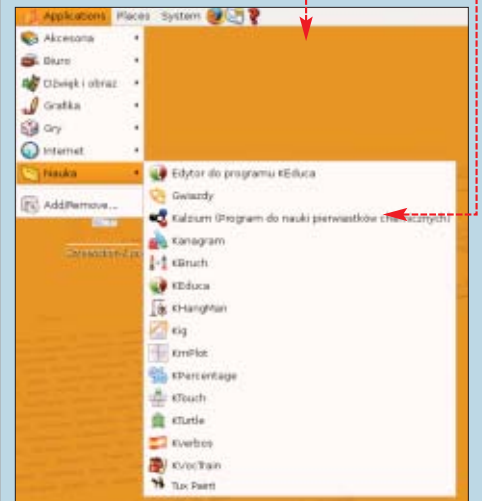 Applications Places System
Akcesoria
Biuro
Dźwięk i obraz
Grafika
Gry
Internet
Nauka
Add/Remove...
Edytor do programu KEduca
Gwiazdy
Kalzium (Program do nauki pierwiastków chemicznych)
Kanagram
KBruch
KEduca
KHangMan
Kig
KmPlot
KPercentage
KTouch
KTurtle
KVerbos
KVocTrain
Tux Paint